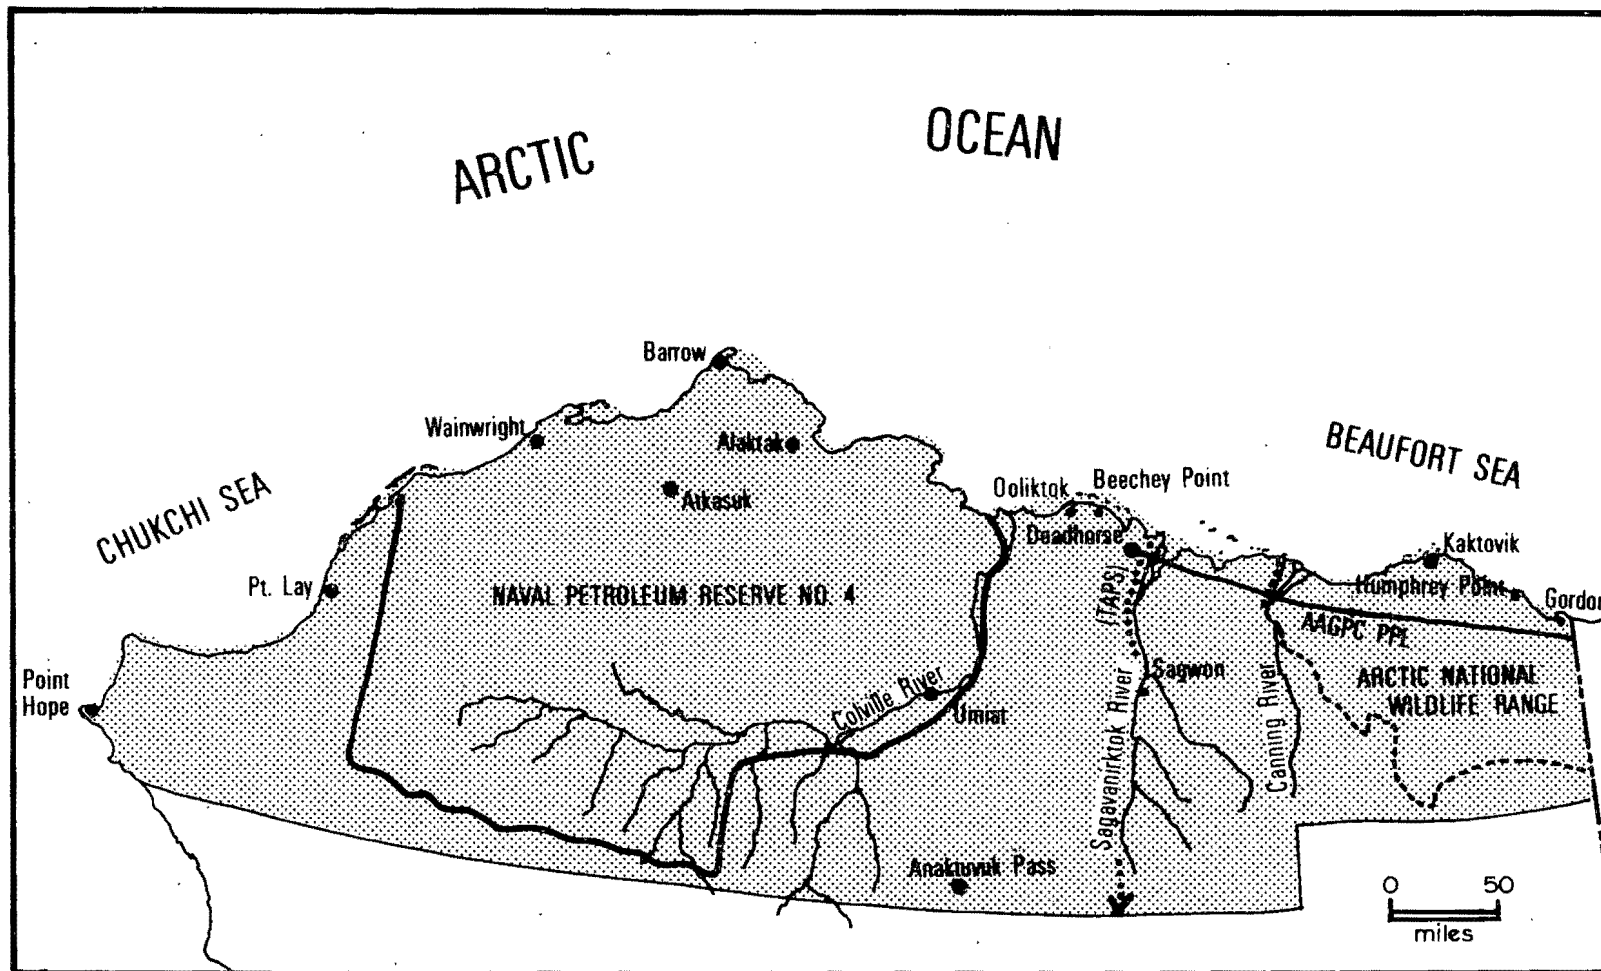 ARCTIC
OCEAN
Barrow
Wainwright
Alaktak
BEAUFORT SEA
CHUKCHI SEA
Atkasuk
Ooliktok
Beechey Point
Deadhorse
Kaktovik
Pt. Lay
NAVAL PETROLEUM RESERVE NO. 4
(TAPS)
Humphrey Point
Gordon
AAGPC PPL
Point
Hope
Colville River
Umiat
Sagwon
Sagavanirktok River
Canning River
ARCTIC NATIONAL
WILDLIFE RANGE
Anaktuvuk Pass
0 50
miles